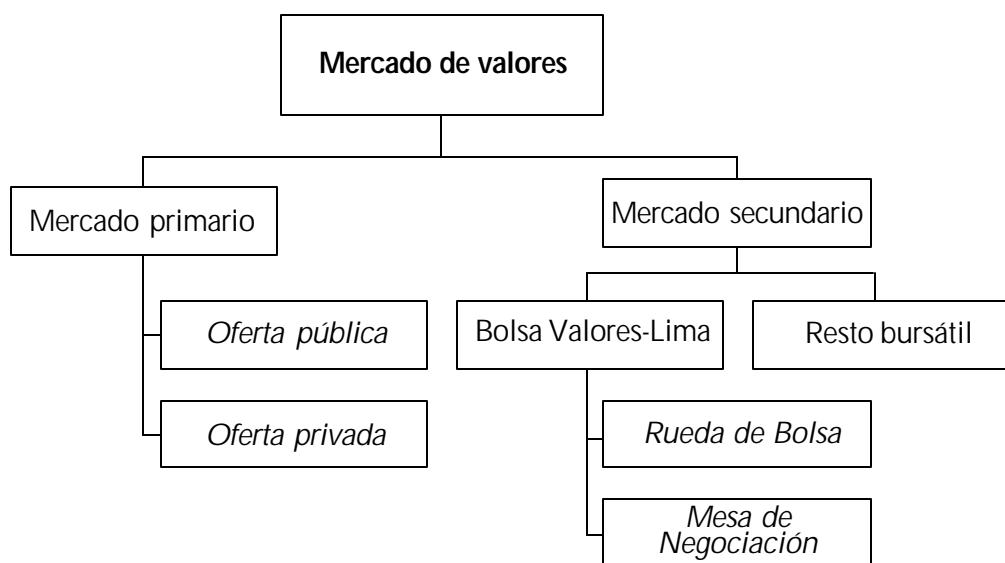 Mercado de valores
Mercado primario
Mercado secundario
Oferta pública
Bolsa Valores-Lima
Resto bursátil
Oferta privada
Rueda de Bolsa
Mesa de
Negociación